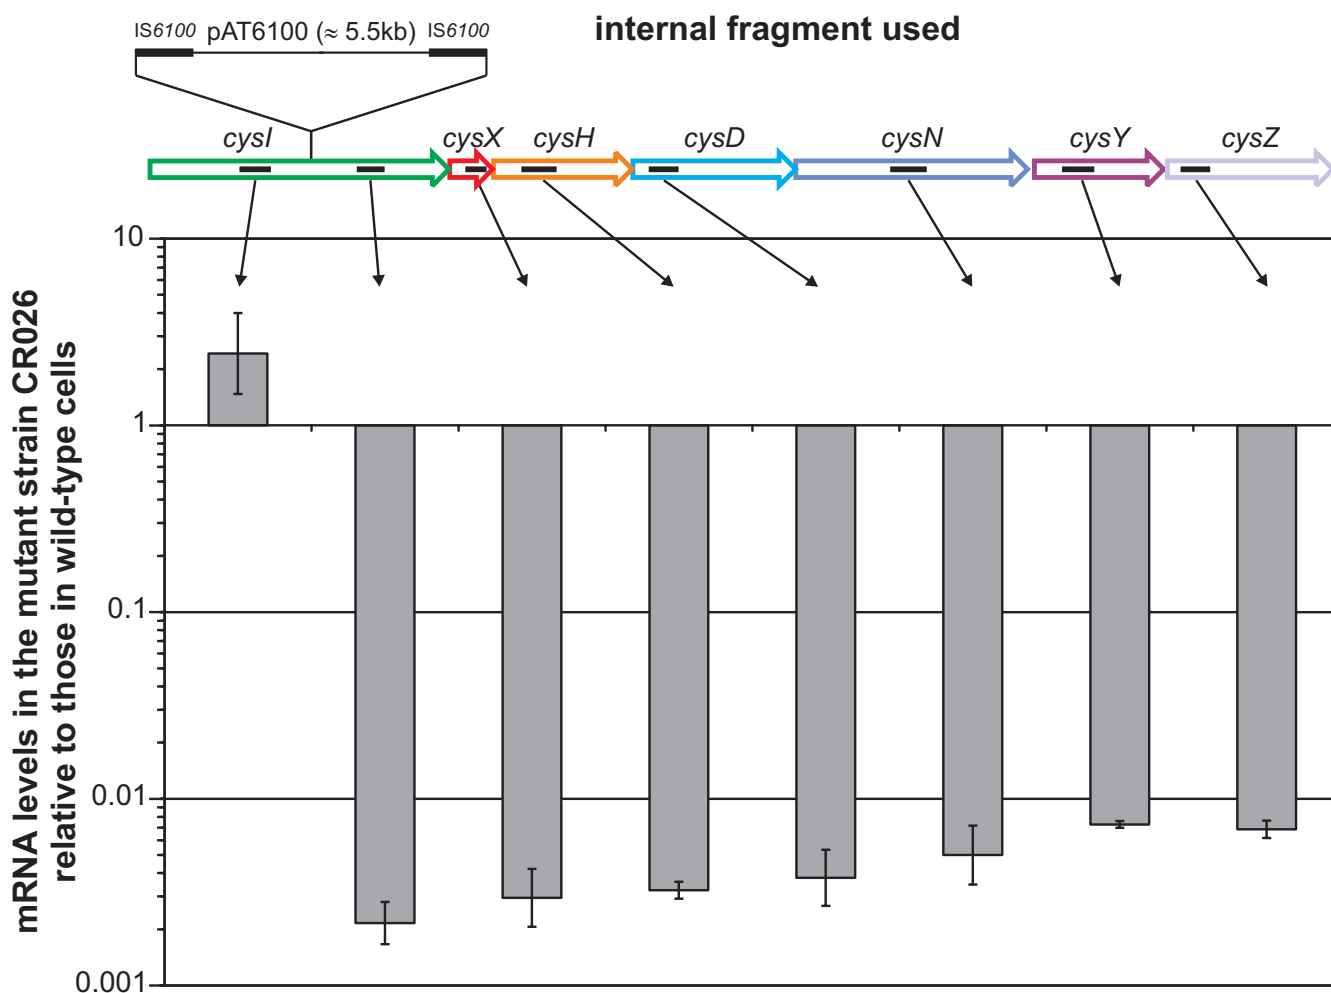 internal fragment used
IS6100 pAT6100 (≈ 5.5kb) IS6100
cysI cysX cysH cysD cysN cysY cysZ
mRNA levels in the mutant strain CR026
relative to those in wild-type cells
10
1
0.1
0.01
0.001